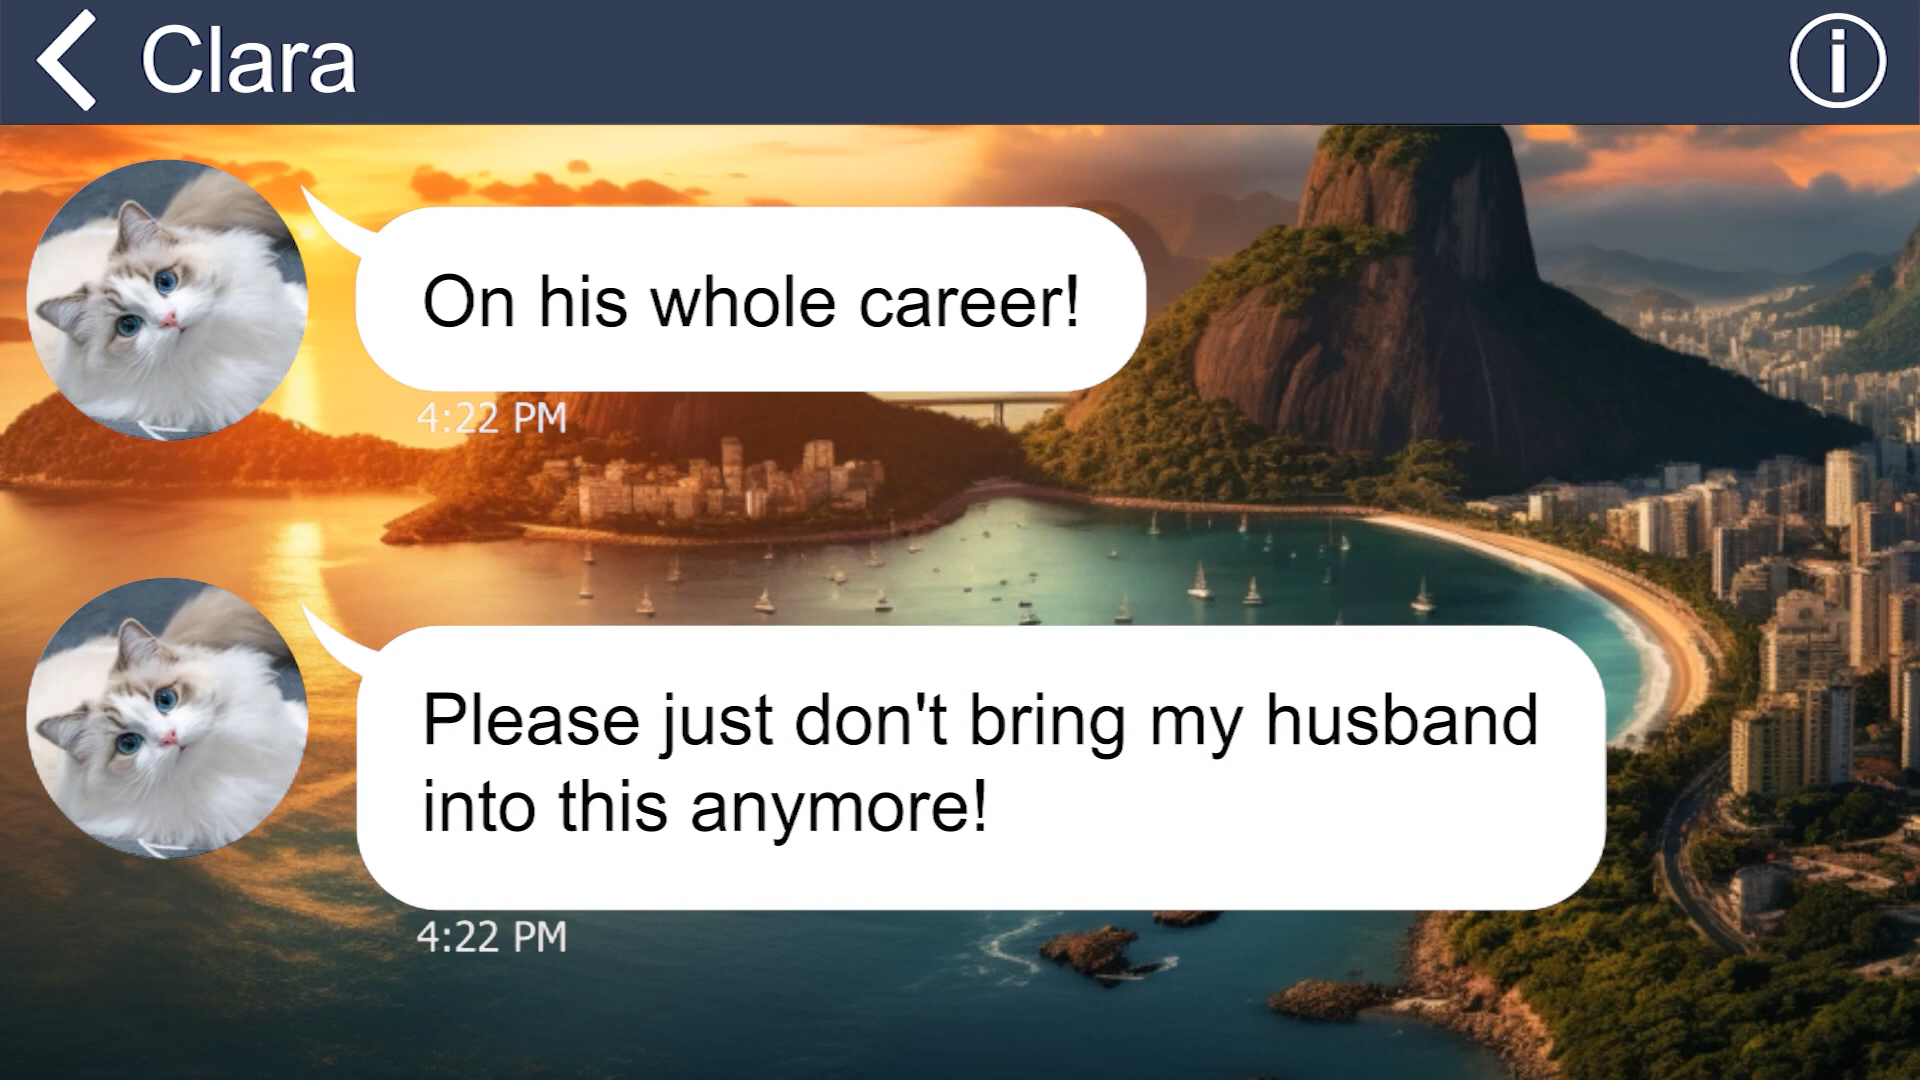 Clara
On his whole career!
4:22 PM
Please just don't bring my husband
into this anymore!
4:22 PM